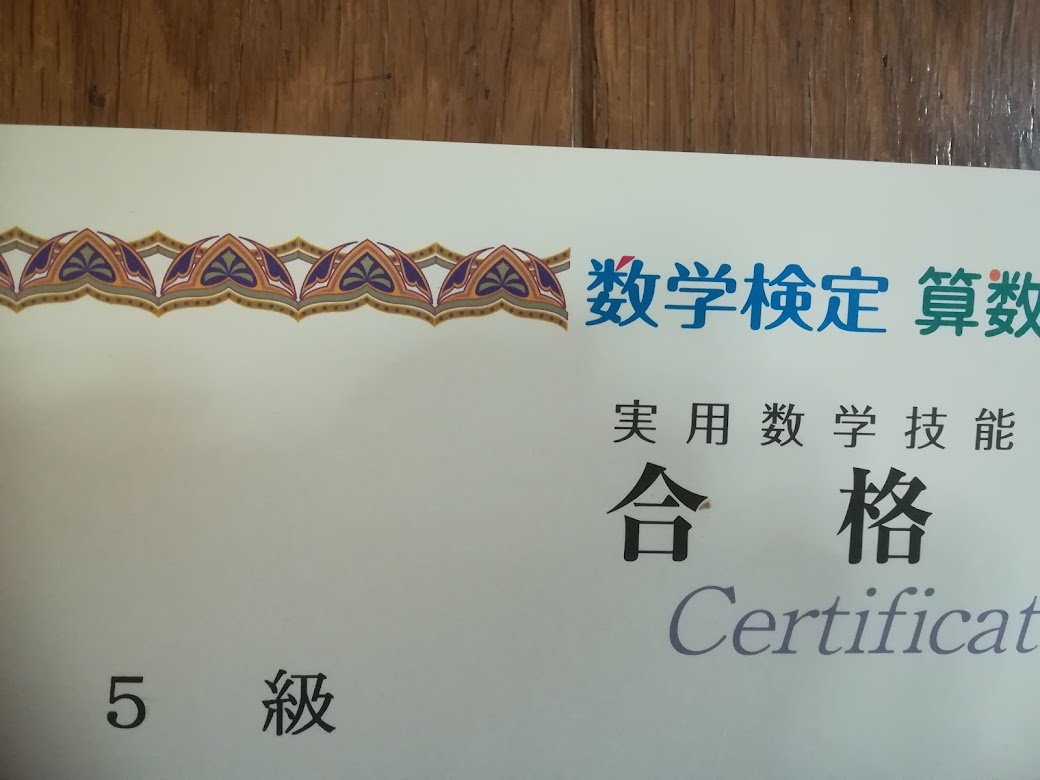 数学検定 算数
実用数学技能
合格
Certificat
5級